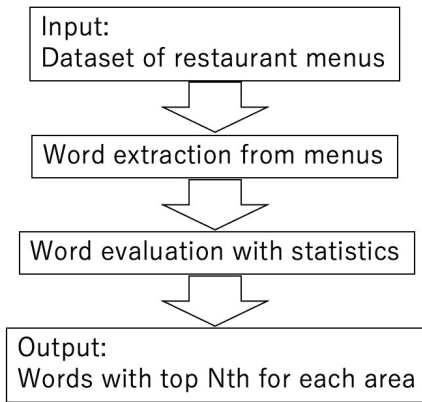 Input:
Dataset of restaurant menus
Word extraction from menus
Word evaluation with statistics
Output:
Words with top Nth for each area